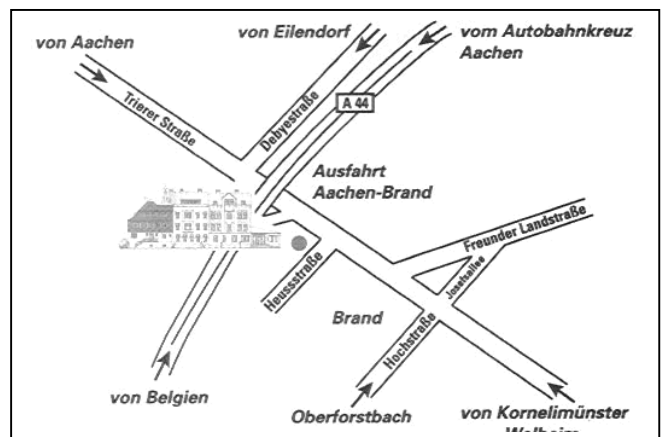 von Aachen
von Eilendorf
vom Autobahnkreuz
Aachen
Trierer Straße
Debyestraße
A 44
Ausfahrt
Aachen-Brand
Freunder Landstraße
Heussstraße
Josefsallee
Brand
Hochstraße
von Belgien
Oberforstbach
von Kornelimünster